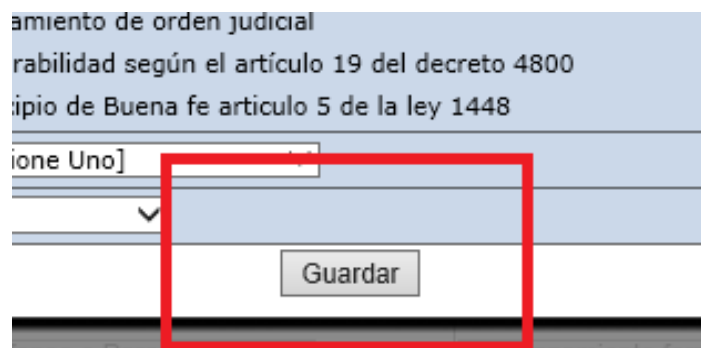 amiento de orden judicial
rabilidad según el artículo 19 del decreto 4800
cipio de Buena fe articulo 5 de la ley 1448
ione Uno]
Guardar